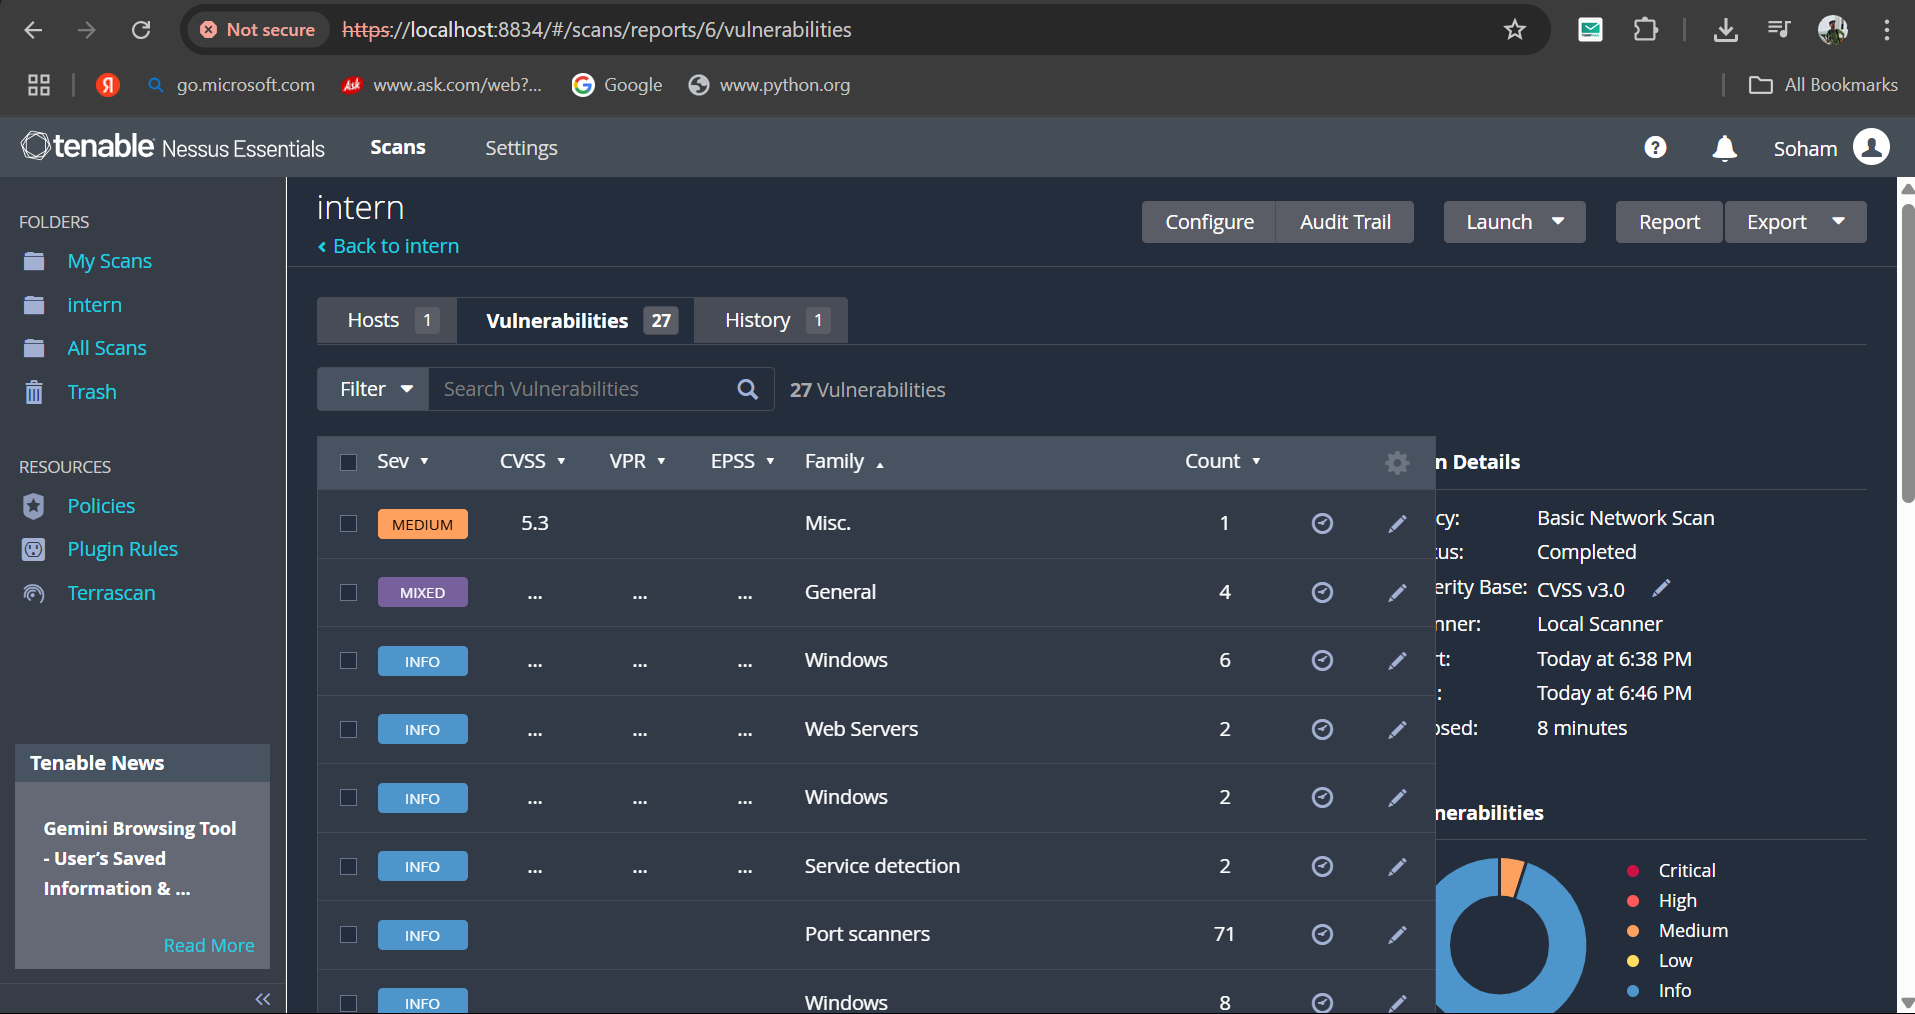 Not secure https://localhost:8834/#/scans/reports/6/vulnerabilities
Я go.microsoft.com Ask www.ask.com/web?... G Google www.python.org All Bookmarks
tenable Nessus Essentials Scans Settings ? Soham
FOLDERS
My Scans
intern
All Scans
Trash
RESOURCES
Policies
Plugin Rules
Terrascan
Tenable News
Gemini Browsing Tool
- User's Saved
Information & ...
Read More
intern
Back to intern
Configure Audit Trail Launch Report Export
Hosts 1 Vulnerabilities 27 History 1
Filter Search Vulnerabilities 27 Vulnerabilities
Sev CVSS VPR EPSS Family Count
MEDIUM 5.3 Misc. 1
MIXED ... ... ... General 4
INFO ... ... ... Windows 6
INFO ... ... ... Web Servers 2
INFO ... ... ... Windows 2
INFO ... ... ... Service detection 2
INFO Port scanners 71
INFO Windows 8
n Details
cy: Basic Network Scan
tus: Completed
erity Base: CVSS v3.0
nner: Local Scanner
rt: Today at 6:38 PM
: Today at 6:46 PM
osed: 8 minutes
nerabilities
Critical
High
Medium
Low
Info